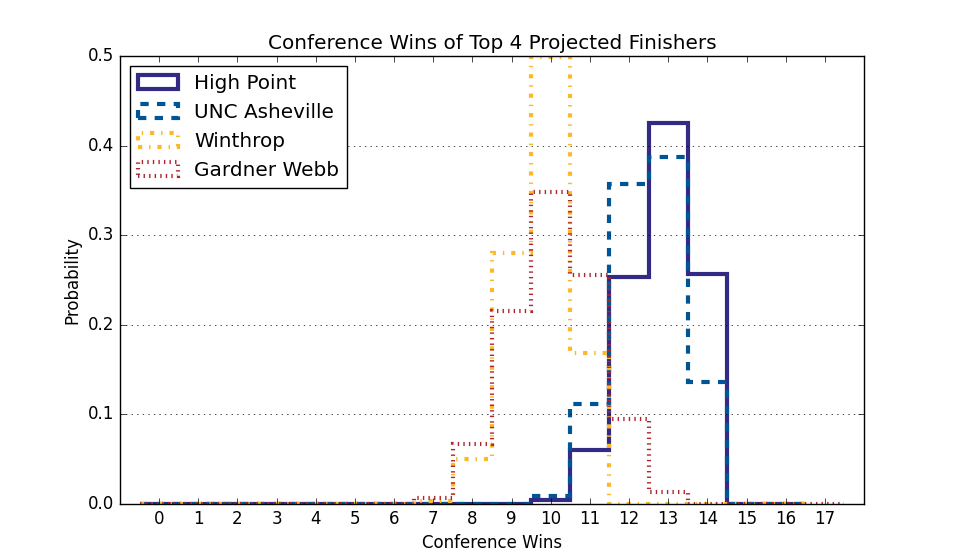 Conference Wins of Top 4 Projected Finishers
0.5
High Point
UNC Asheville
Winthrop
Gardner Webb
0.4
0.3
0.2
0.1
0.0
Probability
0 1 2 3 4 5 6 7 8 9 10 11 12 13 14 15 16 17
Conference Wins